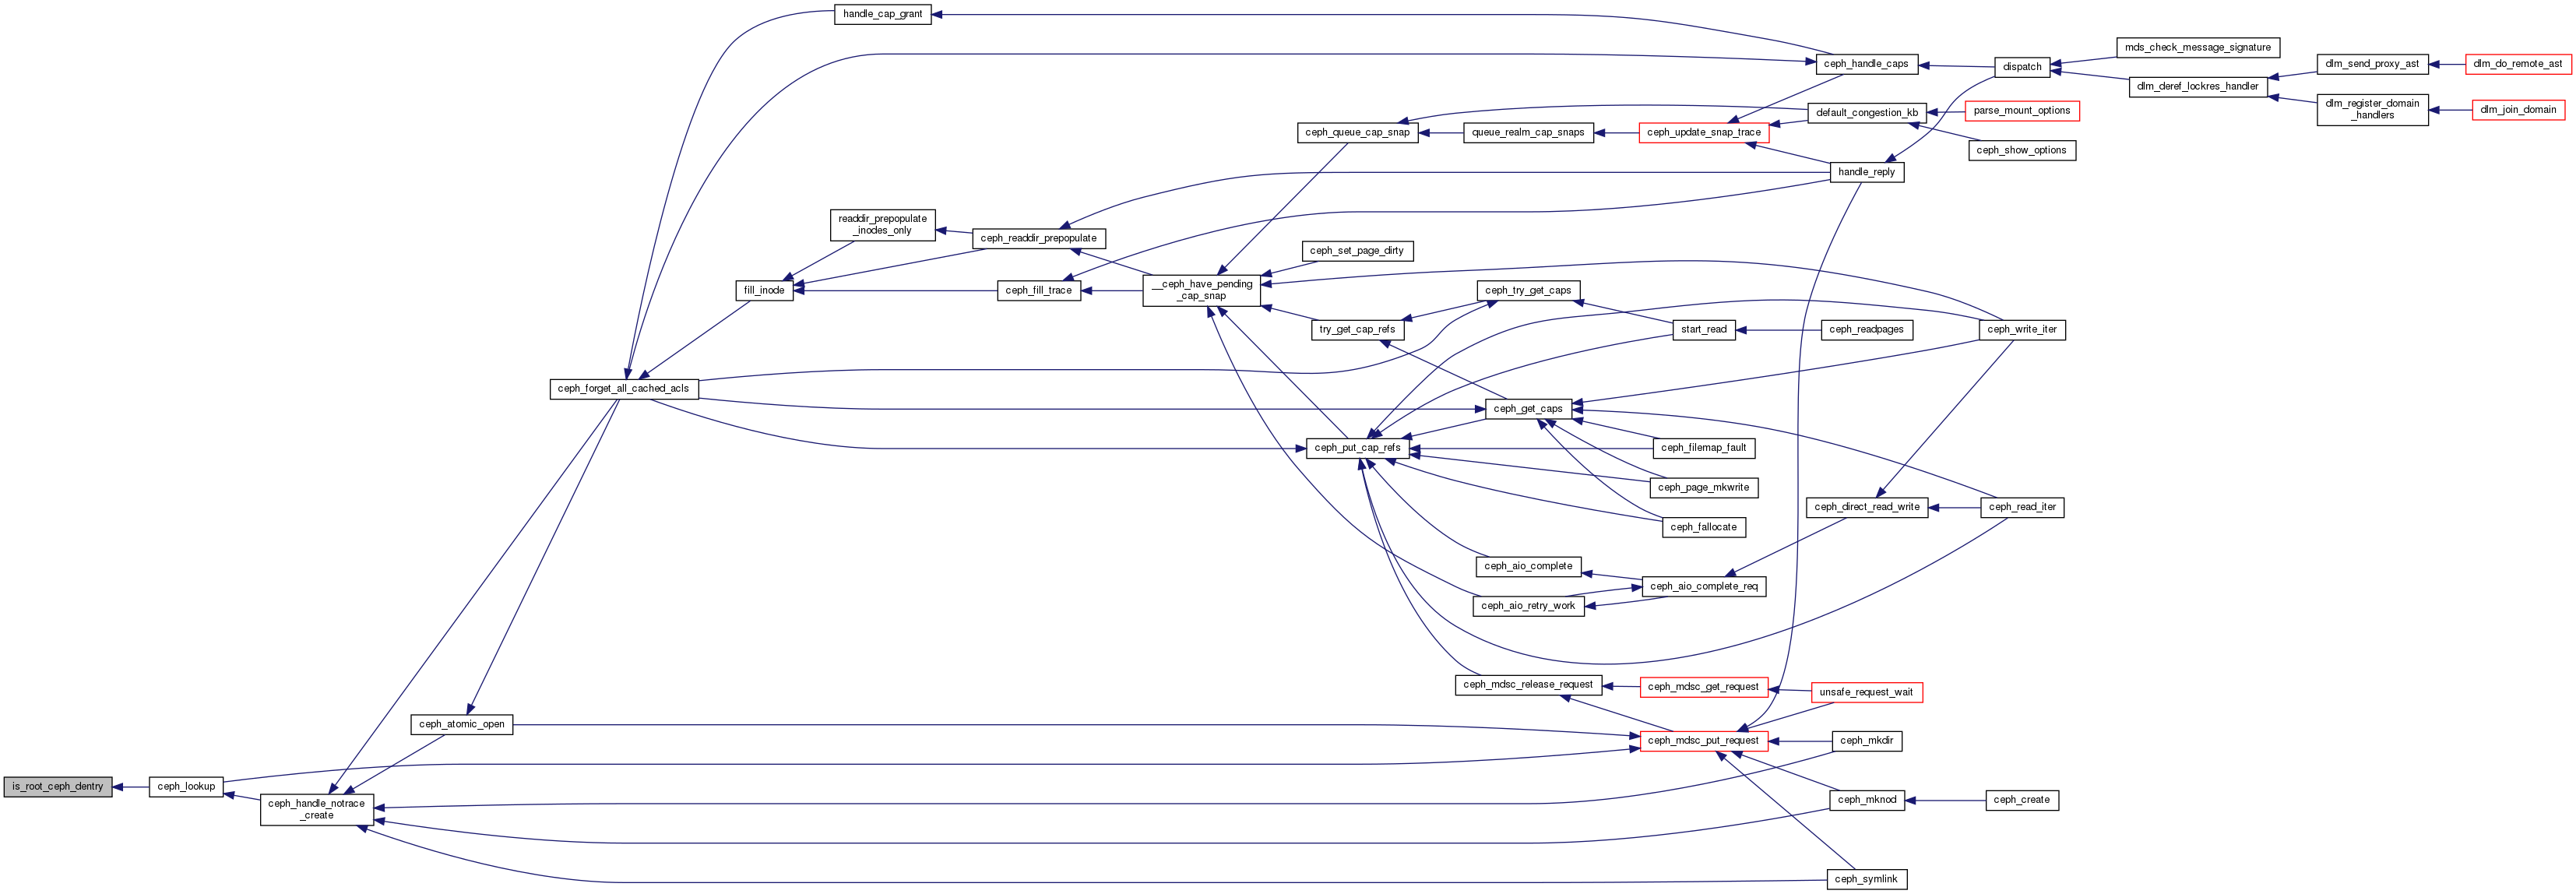 handle_cap_grant
mds_check_message_signature
ceph_handle_caps
dispatch
dlm_send_proxy_ast
dlm_do_remote_ast
dlm_deref_lockres_handler
dlm_register_domain
_handlers
dlm_join_domain
default_congestion_kb
parse_mount_options
ceph_queue_cap_snap
queue_realm_cap_snaps
ceph_update_snap_trace
ceph_show_options
handle_reply
readdir_prepopulate
_inodes_only
ceph_readdir_prepopulate
ceph_set_page_dirty
fill_inode
ceph_fill_trace
__ceph_have_pending
_cap_snap
ceph_try_get_caps
try_get_cap_refs
start_read
ceph_readpages
ceph_write_iter
ceph_forget_all_cached_acls
ceph_get_caps
ceph_put_cap_refs
ceph_filemap_fault
ceph_page_mkwrite
ceph_direct_read_write
ceph_read_iter
ceph_fallocate
ceph_aio_complete
ceph_aio_complete_req
ceph_aio_retry_work
ceph_mdsc_release_request
ceph_mdsc_get_request
unsafe_request_wait
ceph_atomic_open
ceph_mdsc_put_request
ceph_mkdir
is_root_ceph_dentry
ceph_lookup
ceph_handle_notrace
_create
ceph_mknod
ceph_create
ceph_symlink